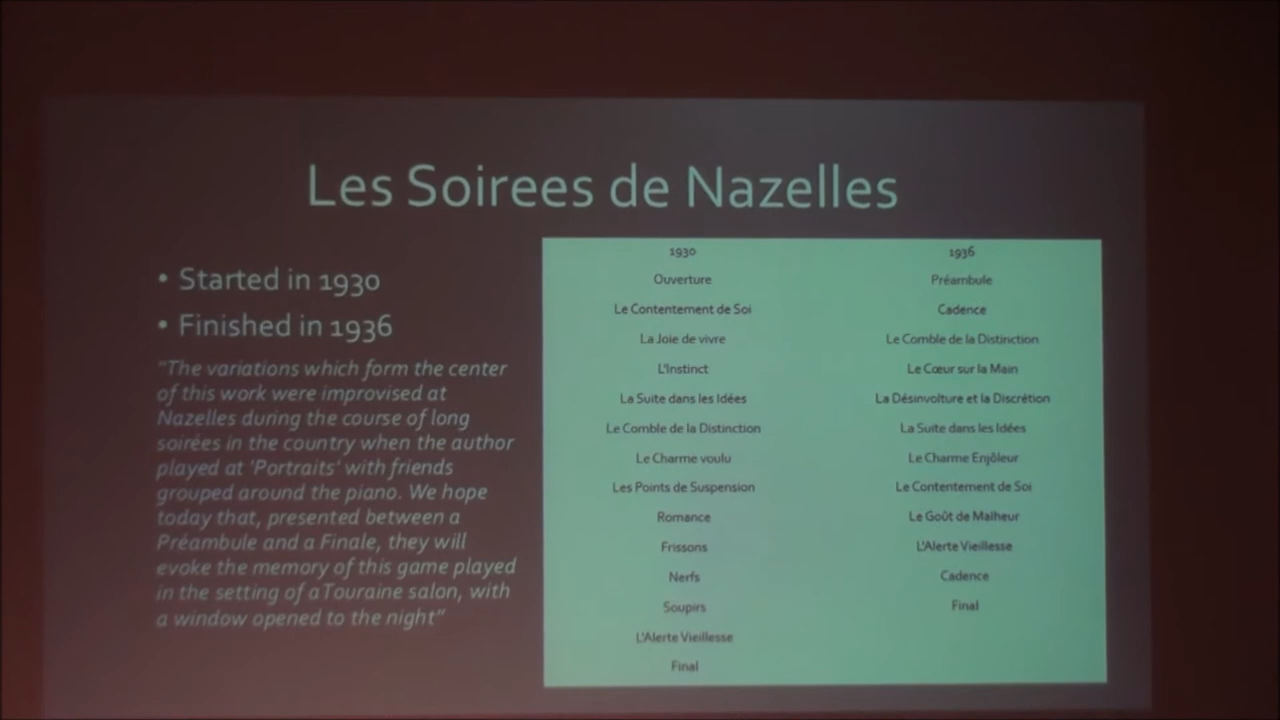 Les Soirees de Nazelles
• Started in 1930
• Finished in 1936
"The variations which form the center
of this work were improvised at
Nazelles during the course of long
soirées in the country when the author
played at 'Portraits' with friends
grouped around the piano. We hope
today that, presented between a
Préambule and a Finale, they will
evoke the memory of this game played
in the setting of a Touraine salon, with
a window opened to the night"
1930 1936
Ouverture Préambule
Le Contentement de Soi Cadence
La Joie de vivre Le Comble de la Distinction
L'Instinct Le Cœur sur la Main
La Suite dans les Idées La Désinvolture et la Discrétion
Le Comble de la Distinction La Suite dans les Idées
Le Charme voulu Le Charme Enjôleur
Les Points de Suspension Le Contentement de Soi
Romance Le Goût de Malheur
Frissons L'Alerte Vieillesse
Nerfs Cadence
Soupirs Final
L'Alerte Vieillesse
Final